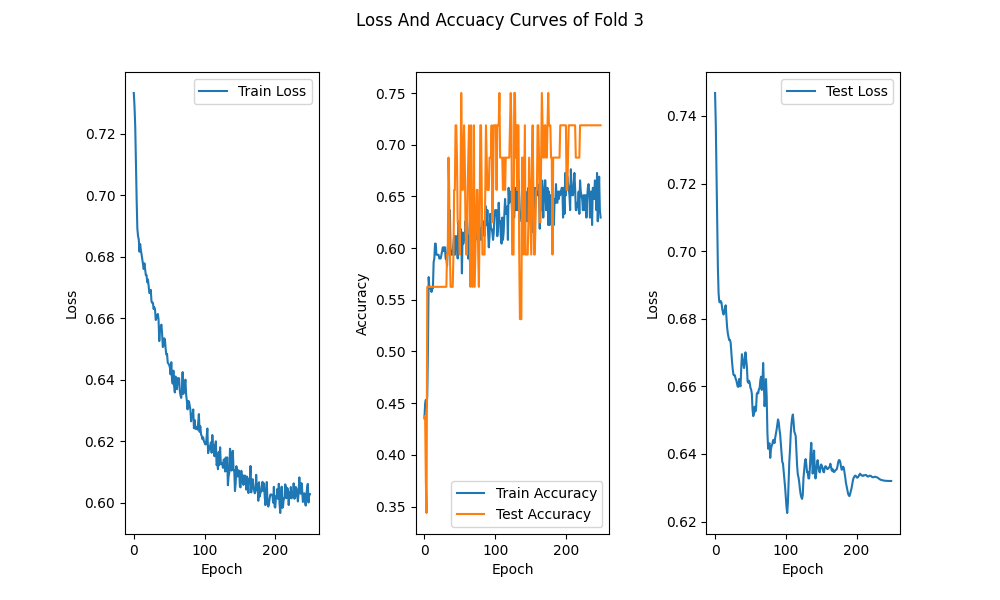 Loss And Accuacy Curves of Fold 3
Train Loss
0.72
0.70
0.68
0.66
0.64
0.62
0.60
0
100
200
Epoch
Loss
0.75
0.70
0.65
0.60
0.55
0.50
0.45
0.40
0.35
Train Accuracy
Test Accuracy
0
100
200
Epoch
Accuracy
Test Loss
0.74
0.72
0.70
0.68
0.66
0.64
0.62
0
100
200
Epoch
Loss